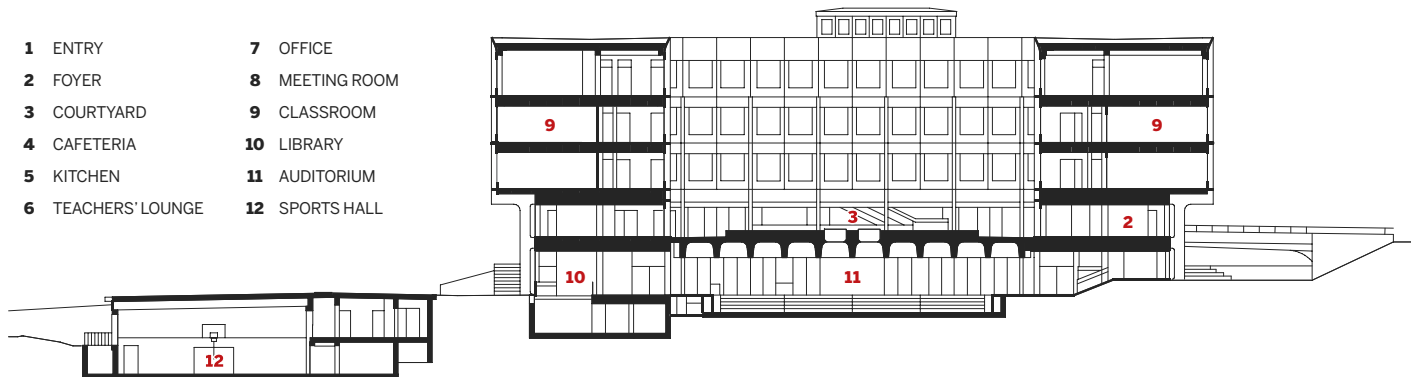 1 ENTRY
2 FOYER
3 COURTYARD
4 CAFETERIA
5 KITCHEN
6 TEACHERS' LOUNGE
7 OFFICE
8 MEETING ROOM
9 CLASSROOM
10 LIBRARY
11 AUDITORIUM
12 SPORTS HALL
9
9
3
2
10
11
12